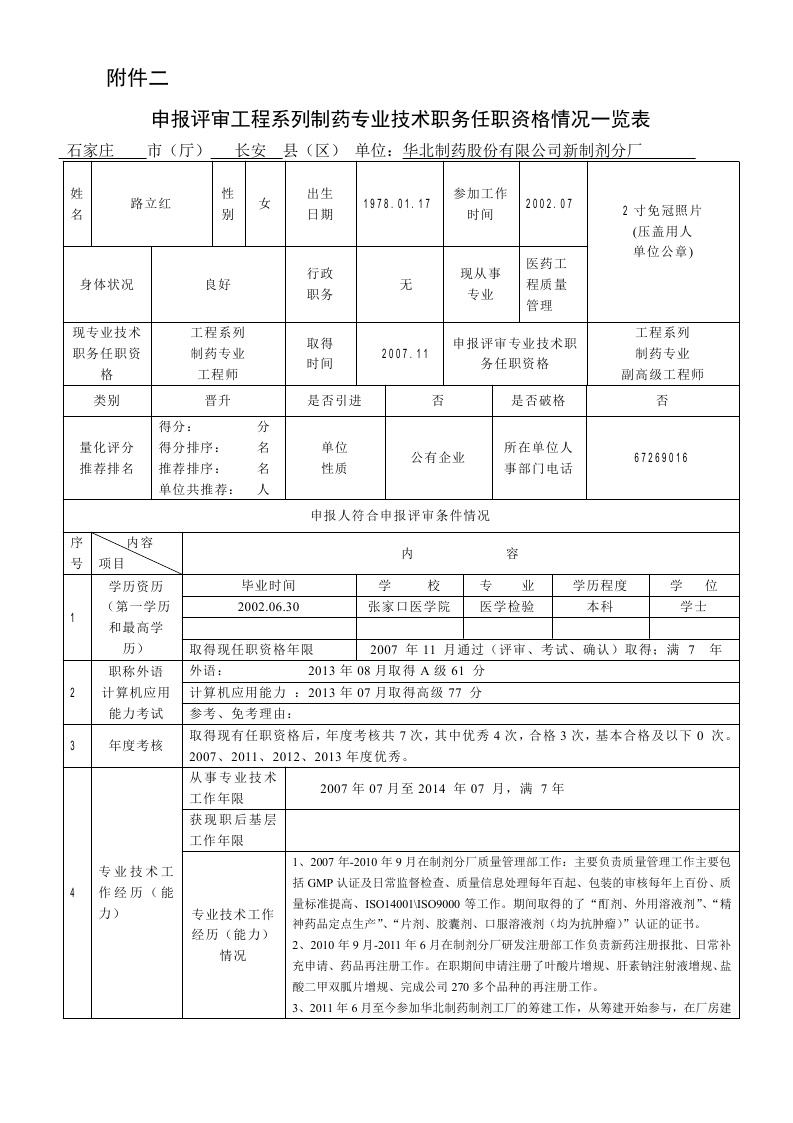 附件二
申报评审工程系列制药专业技术职务任职资格情况一览表
石家庄 市（厅） 长安 县（区） 单位：华北制药股份有限公司新制剂分厂
姓名 路立红 性别 女 出生日期 1978.01.17 参加工作时间 2002.07 2 寸免冠照片(压盖用人单位公章)
身体状况 良好 行政职务 无 现从事专业 医药工程质量管理
现专业技术职务任职资格 工程系列制药专业工程师 取得时间 2007.11 申报评审专业技术职务任职资格 工程系列制药专业副高级工程师
类别 晋升 是否引进 否 是否破格 否
量化评分推荐排名
得分： 分
得分排序： 名
推荐排序： 名
单位共推荐： 人
单位性质 公有企业 所在单位人事部门电话 67269016
申报人符合申报评审条件情况
序号 内容 项目 内 容
1 学历资历（第一学历和最高学历）
毕业时间 学 校 专 业 学历程度 学 位
2002.06.30 张家口医学院 医学检验 本科 学士
取得现任职资格年限 2007 年 11 月通过（评审、考试、确认）取得；满 7 年
2 职称外语计算机应用能力考试
外语： 2013 年 08 月取得 A 级 61 分
计算机应用能力 ：2013 年 07 月取得高级 77 分
参考、免考理由：
3 年度考核
取得现有任职资格后，年度考核共 7 次，其中优秀 4 次，合格 3 次，基本合格及以下 0 次。
2007、2011、2012、2013 年度优秀。
4 专业技术工作经历（能力）
从事专业技术工作年限 2007 年 07 月至 2014 年 07 月，满 7 年
获现职后基层工作年限
专业技术工作经历（能力）情况
1、2007 年-2010 年 9 月在制剂分厂质量管理部工作：主要负责质量管理工作主要包
括 GMP 认证及日常监督检查、质量信息处理每年百起、包装的审核每年上百份、质
量标准提高、ISO14001\ISO9000 等工作。期间取得的了“酊剂、外用溶液剂”、“精
神药品定点生产”、“片剂、胶囊剂、口服溶液剂（均为抗肿瘤）”认证的证书。
2、2010 年 9 月-2011 年 6 月在制剂分厂研发注册部工作负责新药注册报批、日常补
充申请、药品再注册工作。在职期间申请注册了叶酸片增规、肝素钠注射液增规、盐
酸二甲双胍片增规、完成公司 270 多个品种的再注册工作。
3、2011 年 6 月至今参加华北制药制剂工厂的筹建工作，从筹建开始参与，在厂房建